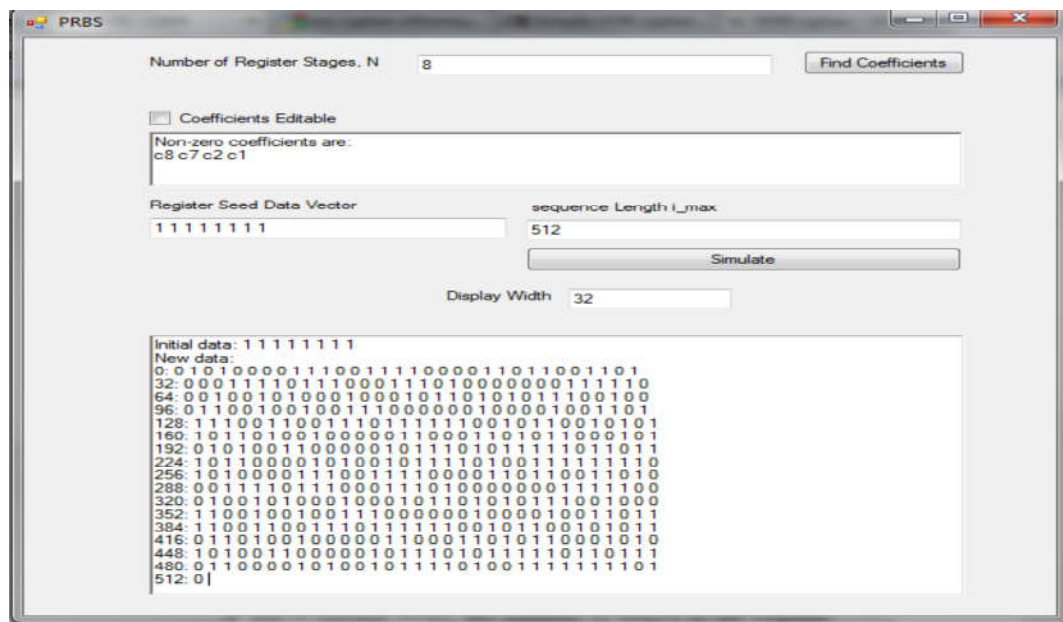 PRBS
Number of Register Stages, N 8 Find Coefficients
Coefficients Editable
Non-zero coefficients are:
c8 c7 c2 c1
Register Seed Data Vector sequence Length i_max
1 1 1 1 1 1 1 1 512
Simulate
Display Width 32
Initial data: 1 1 1 1 1 1 1 1
New data:
0: 0 1 0 1 0 0 0 0 1 1 1 0 0 1 1 1 1 0 0 0 0 1 1 0 1 1 0 0 1 1 0 1
32: 0 0 0 1 1 1 1 0 1 1 1 0 0 0 1 1 1 0 1 0 0 0 0 0 0 0 1 1 1 1 1 0
64: 0 0 1 0 0 1 0 1 0 0 0 1 0 0 0 1 0 1 1 0 1 0 1 0 1 1 1 0 0 1 0 0
96: 0 1 1 0 0 1 0 0 1 0 0 1 1 1 0 0 0 0 0 0 1 0 0 0 0 1 0 0 1 1 0 1
128: 1 1 1 0 0 1 1 0 0 1 1 1 0 1 1 1 1 1 1 0 0 1 0 1 1 0 0 1 0 1 0 1
160: 1 0 1 1 0 1 0 0 1 0 0 0 0 0 1 1 0 0 0 1 1 0 1 0 1 1 0 0 0 1 0 1
192: 0 1 0 1 0 0 1 1 0 0 0 0 0 1 0 1 1 1 0 1 0 1 1 1 1 1 0 1 1 0 1 1
224: 1 0 1 1 0 0 0 0 1 0 1 0 0 1 0 1 1 1 1 0 1 0 0 1 1 1 1 1 1 1 1 0
256: 1 0 1 0 0 0 0 1 1 1 0 0 1 1 1 1 0 0 0 0 1 1 0 1 1 0 0 1 1 0 1 0
288: 0 0 1 1 1 1 0 1 1 1 0 0 0 1 1 1 0 1 0 0 0 0 0 0 0 1 1 1 1 1 0 0
320: 0 1 0 0 1 0 1 0 0 0 1 0 0 0 1 0 1 1 0 1 0 1 0 1 1 1 0 0 1 0 0 0
352: 1 1 0 0 1 0 0 1 0 0 1 1 1 0 0 0 0 0 0 1 0 0 0 0 1 0 0 1 1 0 1 1
384: 1 1 0 0 1 1 0 0 1 1 1 0 1 1 1 1 1 1 0 0 1 0 1 1 0 0 1 0 1 0 1 1
416: 0 1 1 0 1 0 0 1 0 0 0 0 0 1 1 0 0 0 1 1 0 1 0 1 1 0 0 0 1 0 1 0
448: 1 0 1 0 0 1 1 0 0 0 0 0 1 0 1 1 1 0 1 0 1 1 1 1 1 0 1 1 0 1 1 1
480: 0 1 1 0 0 0 0 1 0 1 0 0 1 0 1 1 1 1 0 1 0 0 1 1 1 1 1 1 1 1 0 1
512: 0